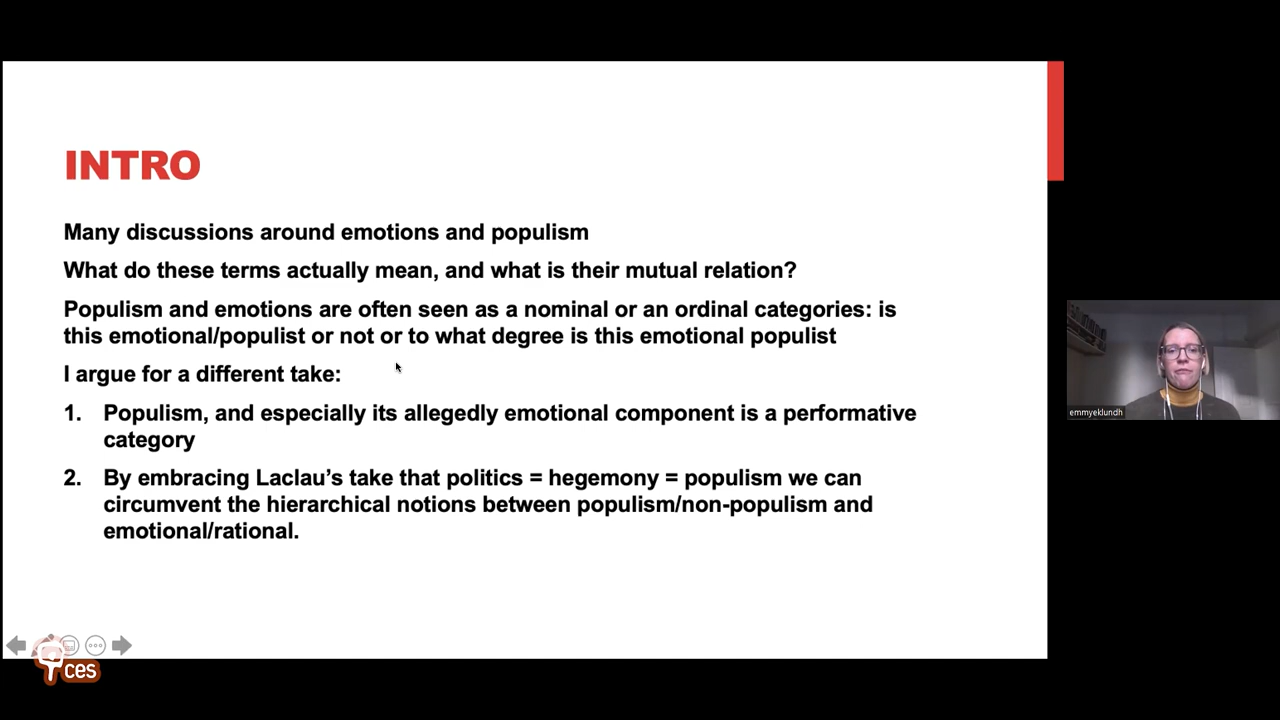 INTRO
Many discussions around emotions and populism
What do these terms actually mean, and what is their mutual relation?
Populism and emotions are often seen as a nominal or an ordinal categories: is
this emotional/populist or not or to what degree is this emotional populist
I argue for a different take:
1. Populism, and especially its allegedly emotional component is a performative
category
2. By embracing Laclau’s take that politics = hegemony = populism we can
circumvent the hierarchical notions between populism/non-populism and
emotional/rational.
emmyeklundh
ces